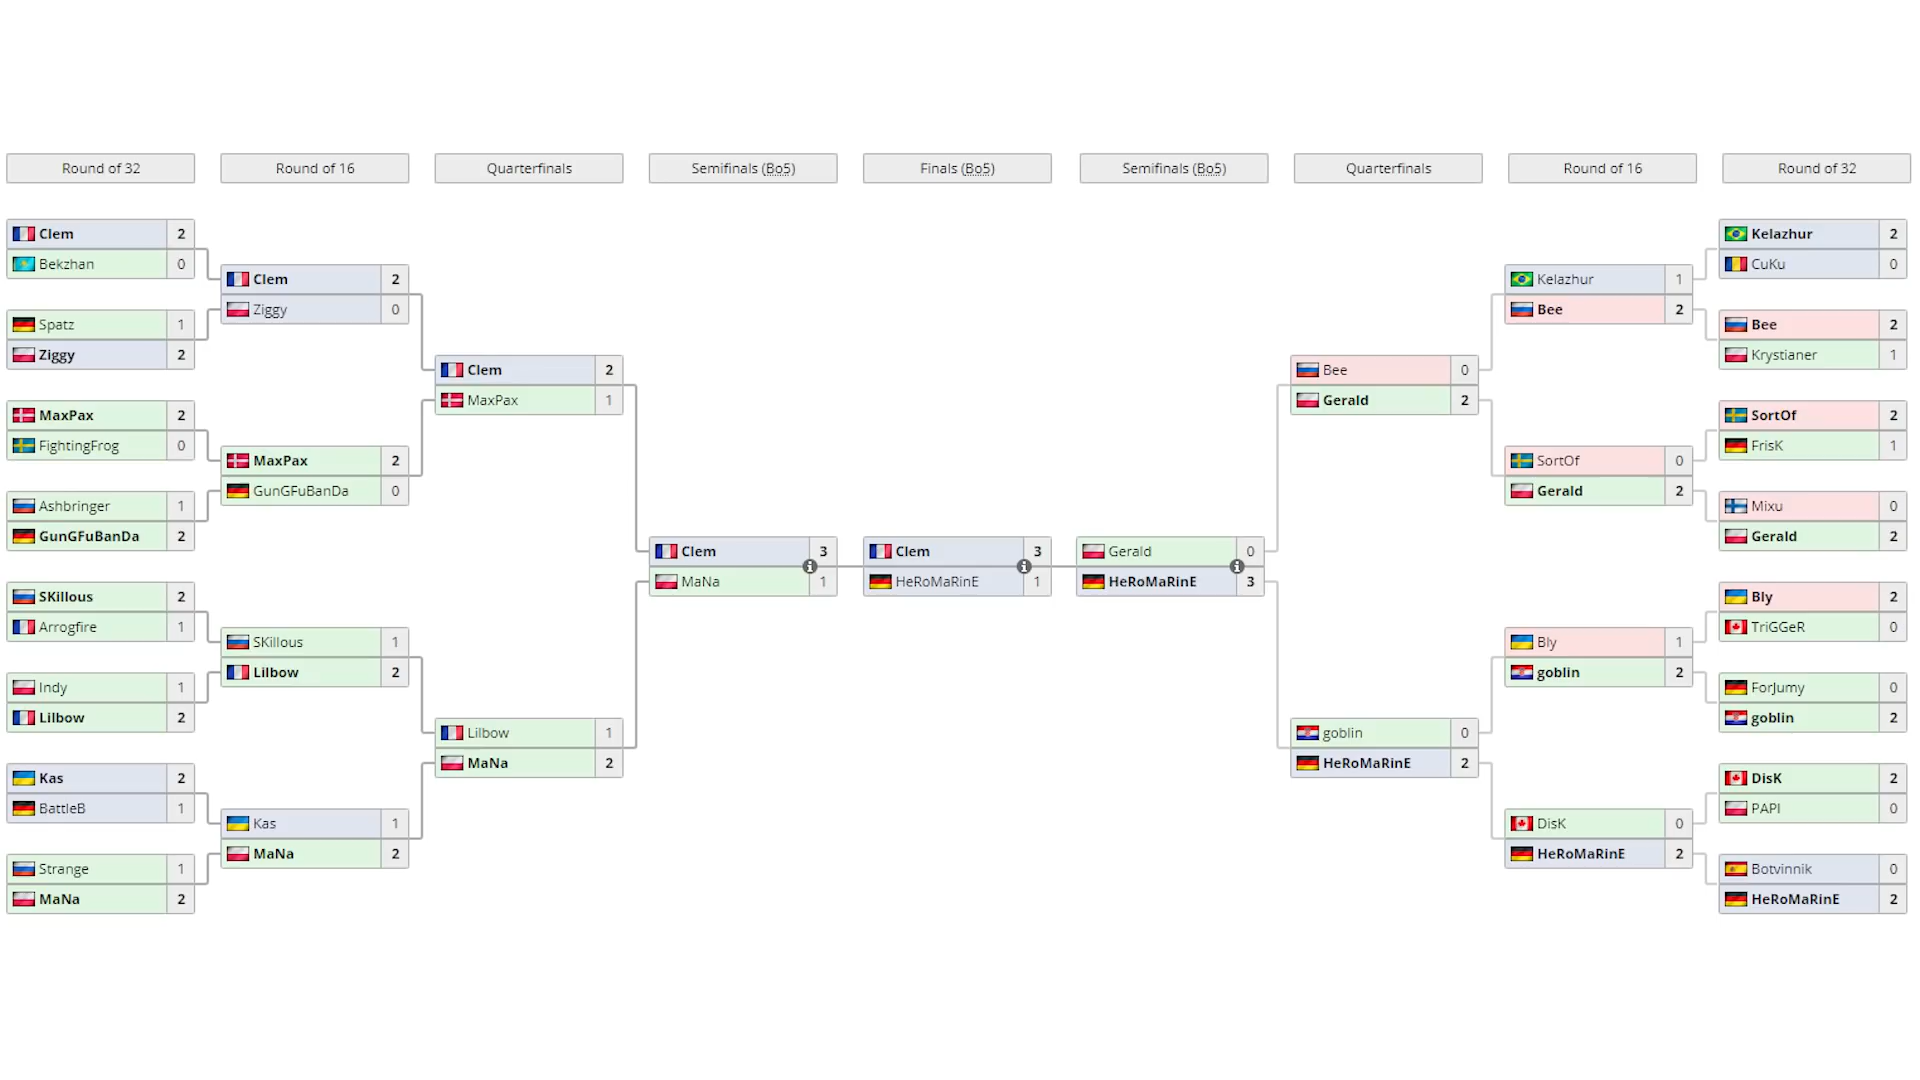 Round of 32
Round of 16
Quarterfinals
Semifinals (Bo5)
Finals (Bo5)
Semifinals (Bo5)
Quarterfinals
Round of 16
Round of 32
Clem 2
Bekzhan 0
Spatz 1
Ziggy 2
MaxPax 2
FightingFrog 0
Ashbringer 1
GunGFuBanDa 2
SKillous 2
Arrogfire 1
Indy 1
Lilbow 2
Kas 2
BattleB 1
Strange 1
MaNa 2
Clem 2
Ziggy 0
MaxPax 2
GunGFuBanDa 0
SKillous 1
Lilbow 2
Kas 1
MaNa 2
Clem 2
MaxPax 1
Lilbow 1
MaNa 2
Clem 3
MaNa 1
Clem 3
HeRoMaRinE 1
Gerald 0
HeRoMaRinE 3
Bee 0
Gerald 2
goblin 0
HeRoMaRinE 2
Kelazhur 1
Bee 2
SortOf 0
Gerald 2
Bly 1
goblin 2
DisK 0
HeRoMaRinE 2
Kelazhur 2
CuKu 0
Bee 2
Krystianer 1
SortOf 2
FrisK 1
Mixu 0
Gerald 2
Bly 2
TriGGeR 0
ForJumy 0
goblin 2
DisK 2
PAPI 0
Botvinnik 0
HeRoMaRinE 2